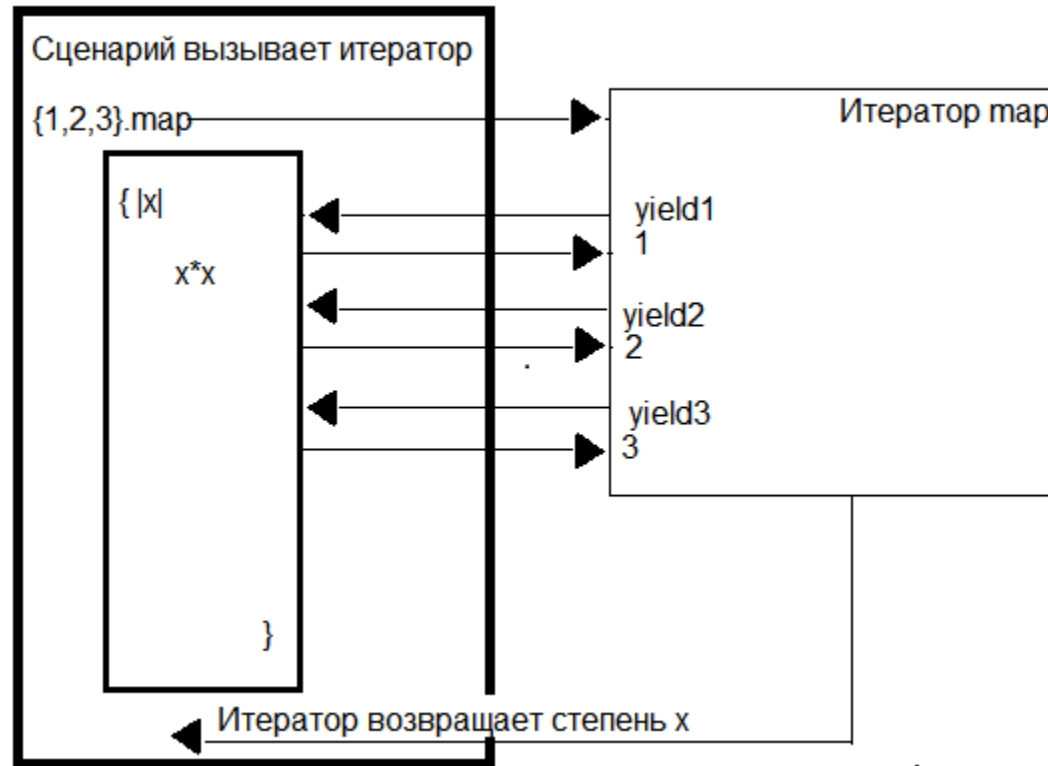 Сценарий вызывает итератор
{1,2,3}.map
Итератор map
{ |x|
x*x
}
yield1
1
yield2
2
yield3
3
Итератор возвращает степень x